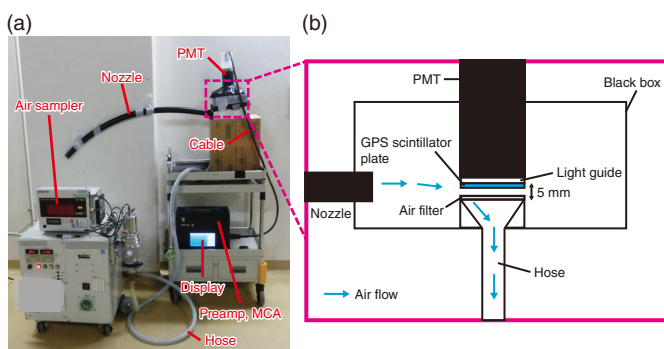 (a)
PMT
Nozzle
Air sampler
Cable
Display
Preamp, MCA
Hose
(b)
PMT
Black box
GPS scintillator
plate
Light guide
5 mm
Nozzle
Air filter
Hose
Air flow